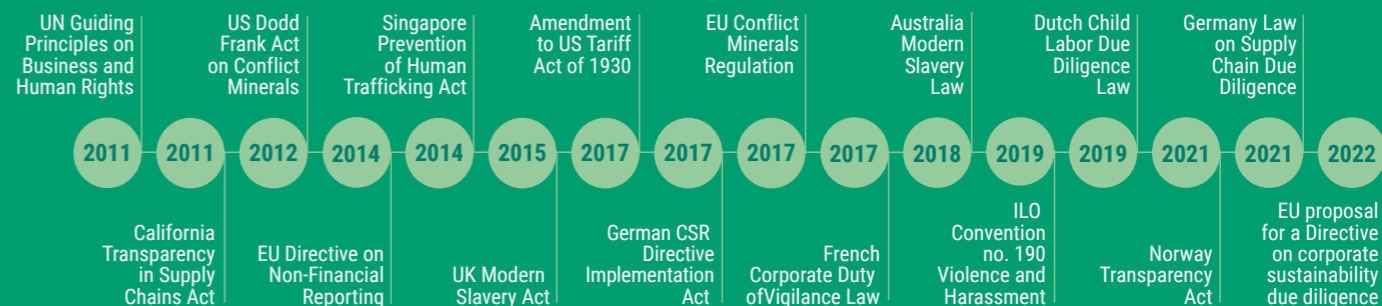 UN Guiding
Principles on
Business and
Human Rights
US Dodd
Frank Act
on Conflict
Minerals
Singapore
Prevention
of Human
Trafficking Act
Amendment
to US Tariff
Act of 1930
EU Conflict
Minerals
Regulation
Australia
Modern
Slavery
Law
Dutch Child
Labor Due
Diligence
Law
Germany Law
on Supply
Chain Due
Diligence
2011 2011 2012 2014 2014 2015 2017 2017 2017 2017 2018 2019 2019 2021 2021 2022
California
Transparency
in Supply
Chains Act
EU Directive on
Non-Financial
Reporting
UK Modern
Slavery Act
German CSR
Directive
Implementation
Act
French
Corporate Duty
ofVigilance Law
ILO
Convention
no. 190
Violence and
Harassment
Norway
Transparency
Act
EU proposal
for a Directive
on corporate
sustainability
due diligence